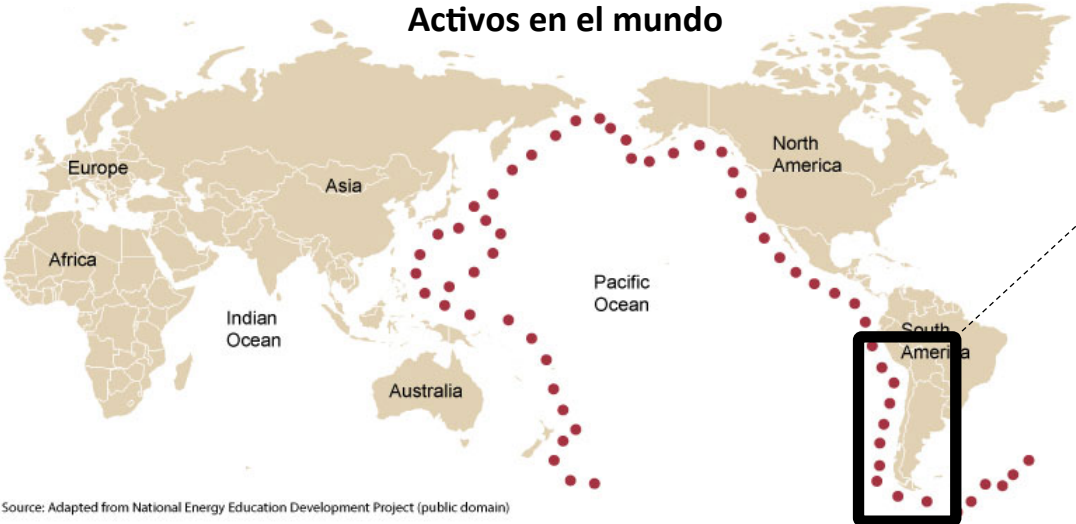 Activos en el mundo
North
America
Europe
Asia
Africa
Pacific
Ocean
Indian
Ocean
South
America
Australia
Source: Adapted from National Energy Education Development Project (public domain)